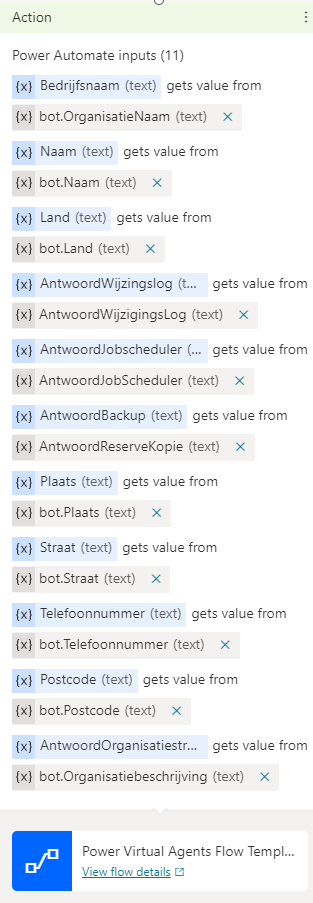 Action
Power Automate inputs (11)
{x} Bedrijfsnaam (text) gets value from
{x} bot.OrganisatieNaam (text) ×
{x} Naam (text) gets value from
{x} bot.Naam (text) ×
{x} Land (text) gets value from
{x} bot.Land (text) ×
{x} AntwoordWijzingslog (t... gets value from
{x} AntwoordWijzigingsLog (text) ×
{x} AntwoordJobscheduler (... gets value from
{x} AntwoordJobScheduler (text) ×
{x} AntwoordBackup (text) gets value from
{x} AntwoordReserveKopie (text) ×
{x} Plaats (text) gets value from
{x} bot.Plaats (text) ×
{x} Straat (text) gets value from
{x} bot.Straat (text) ×
{x} Telefoonnummer (text) gets value from
{x} bot.Telefoonnummer (text) ×
{x} Postcode (text) gets value from
{x} bot.Postcode (text) ×
{x} AntwoordOrganisatiestr... gets value from
{x} bot.Organisatiebeschrijving (text) ×
Power Virtual Agents Flow Templ...
View flow details